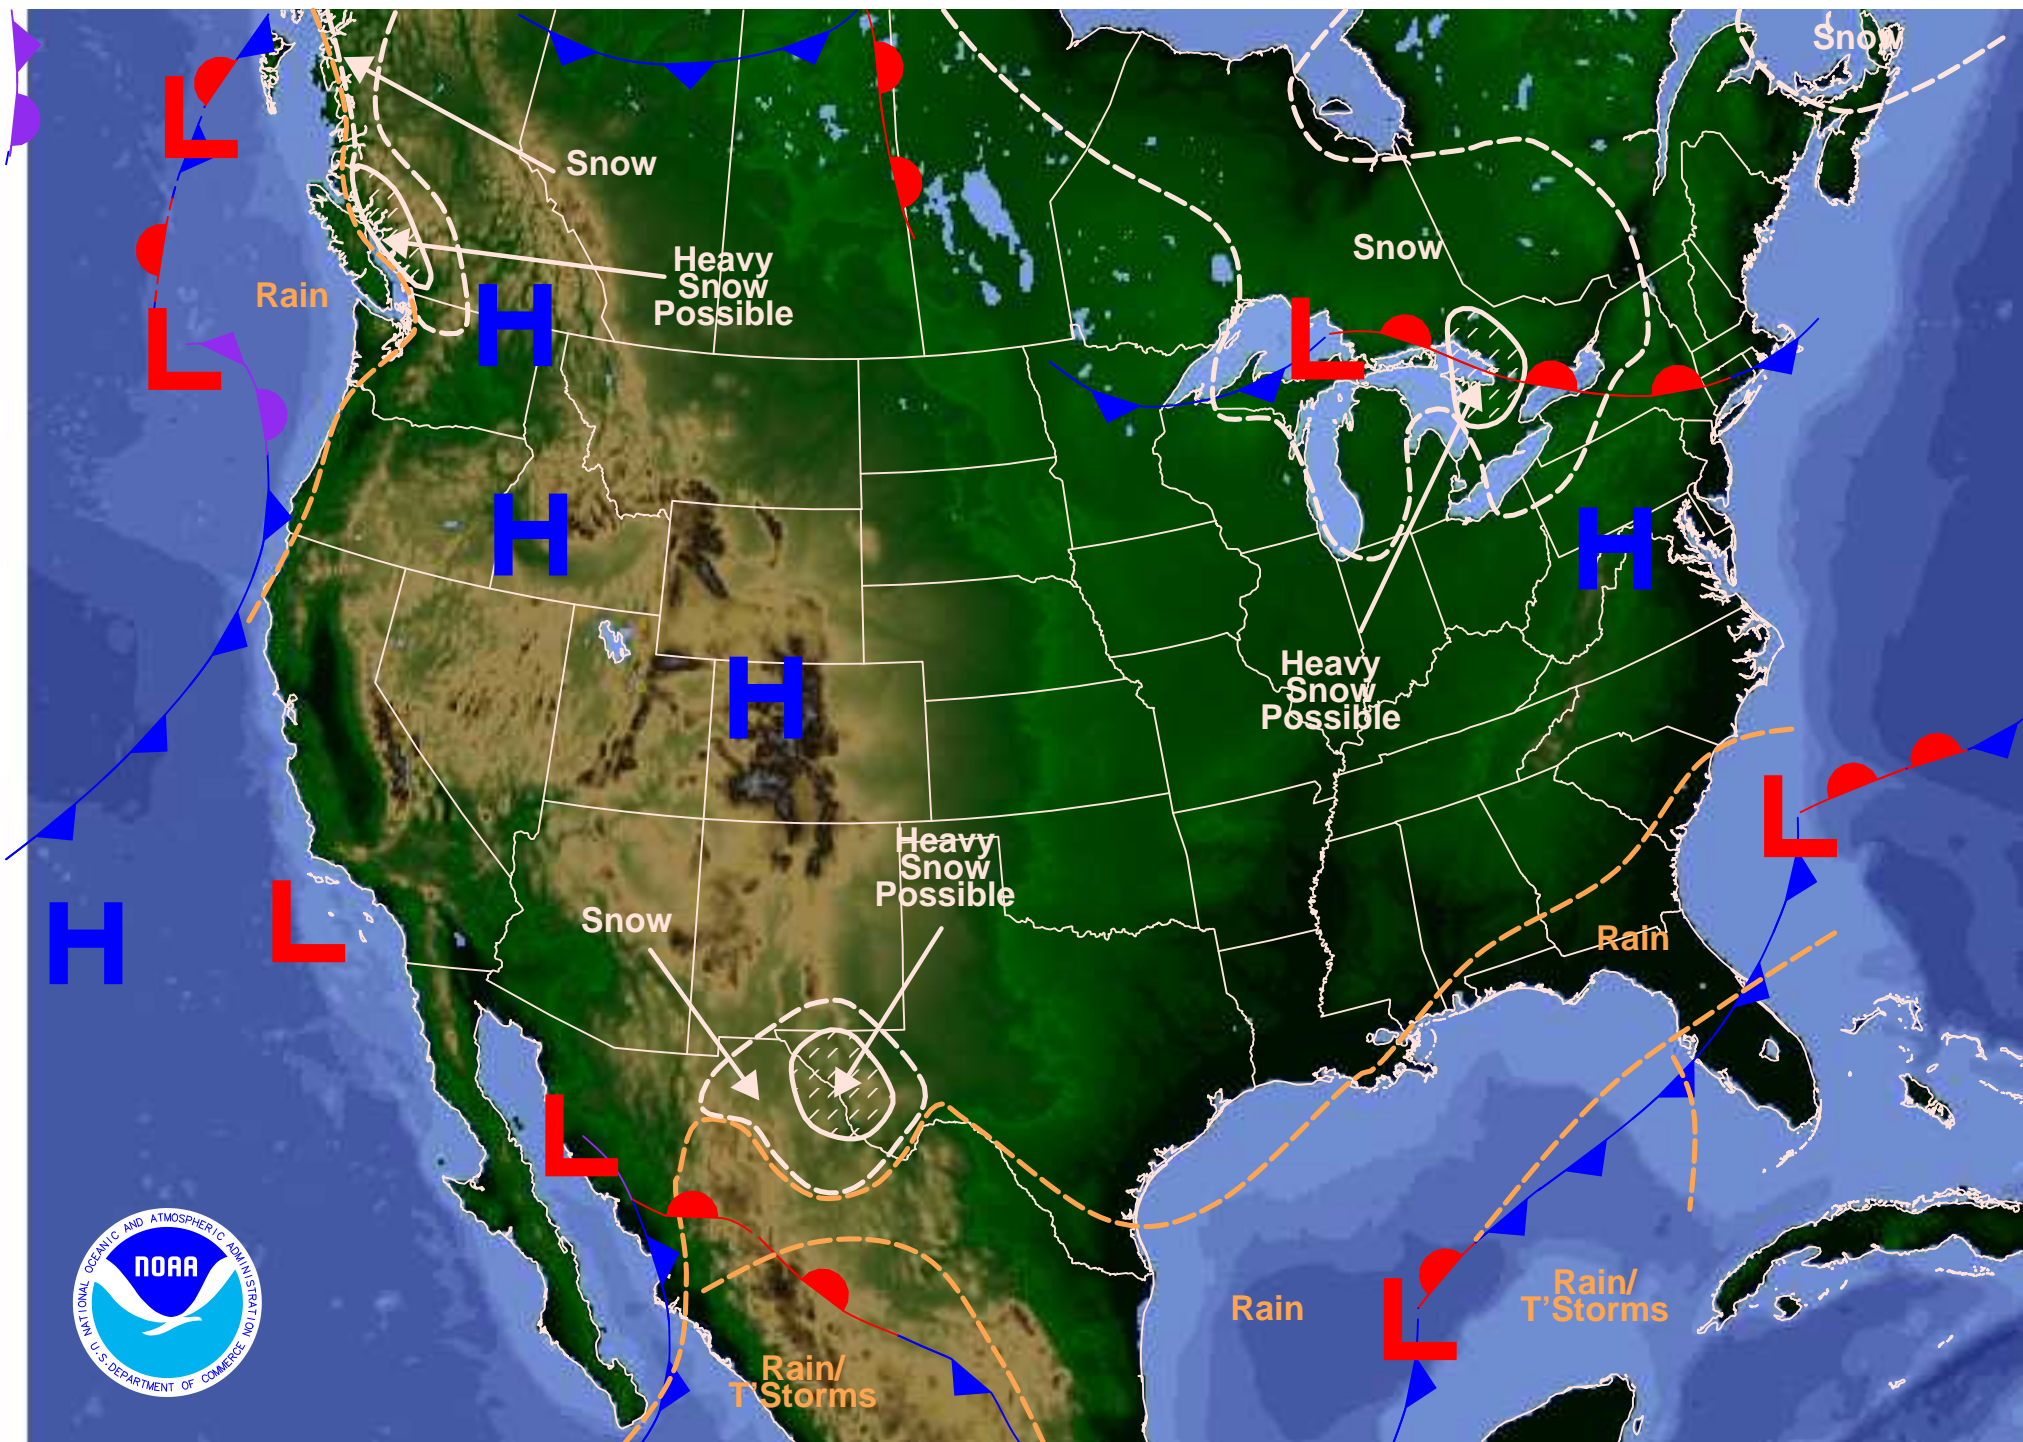 Snow
Snow
Snow
Heavy
Snow
Possible
Rain
H
L
L
L
H
H
H
Heavy
Snow
Possible
H
L
Heavy
Snow
Possible
Snow
Rain
L
H
L
Rain/
T'Storms
Rain
L
Rain/
T'Storms
NATIONAL OCEANIC AND ATMOSPHERIC ADMINISTRATION
NOAA
U.S. DEPARTMENT OF COMMERCE